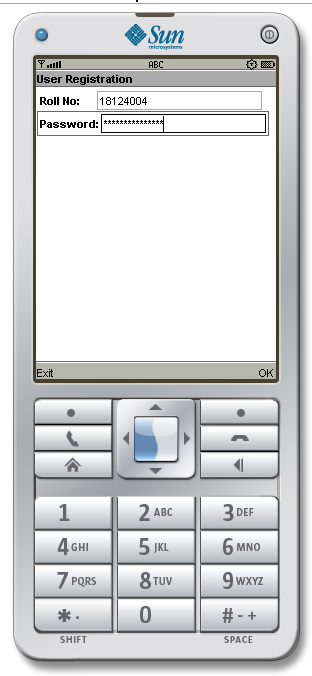 Sun
microsystems
ABC
User Registration
Roll No: 18124004
Password: ***************
Exit OK
1 2 ABC 3 DEF
4 GHI 5 JKL 6 MNO
7 PQRS 8 TUV 9 WXYZ
* . 0 # - +
SHIFT SPACE